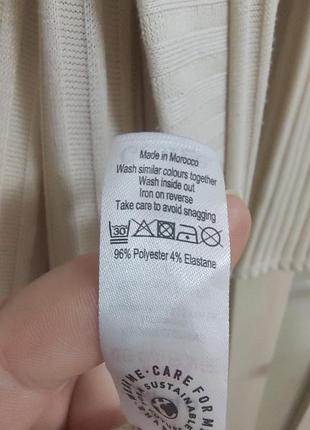 Made in Morocco
Wash similar colours together
Wash inside out
Iron on reverse
Take care to avoid snagging
30
96% Polyester 4% Elastane
CARE FOR M
SUSTAINABLE